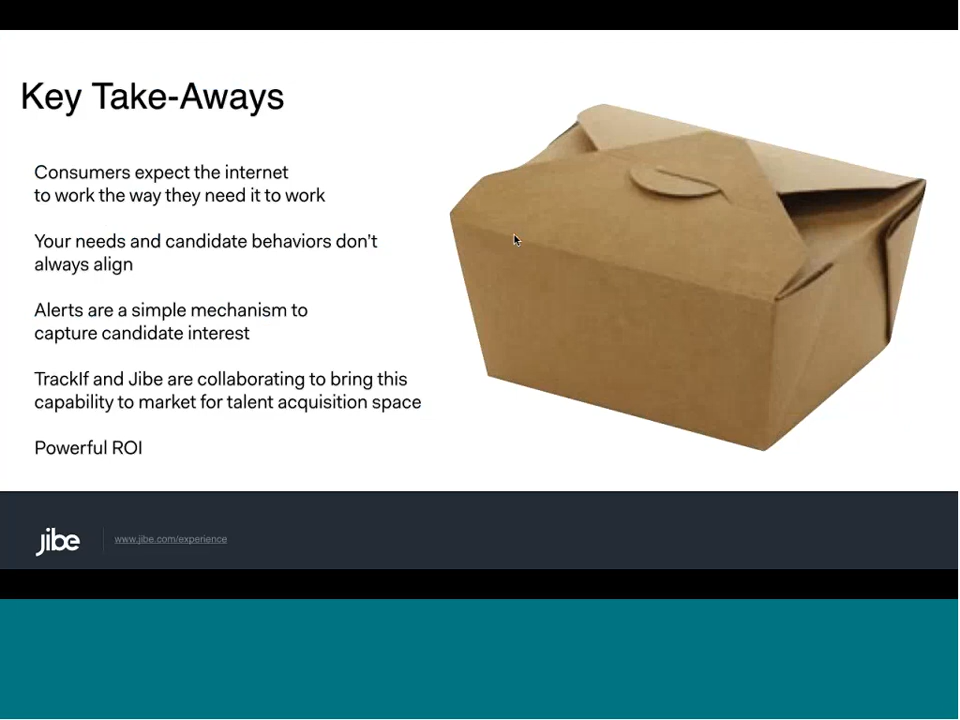 Key Take-Aways
Consumers expect the internet
to work the way they need it to work
Your needs and candidate behaviors don't
always align
Alerts are a simple mechanism to
capture candidate interest
TrackIf and Jibe are collaborating to bring this
capability to market for talent acquisition space
Powerful ROI
jibe
www.jibe.com/experience